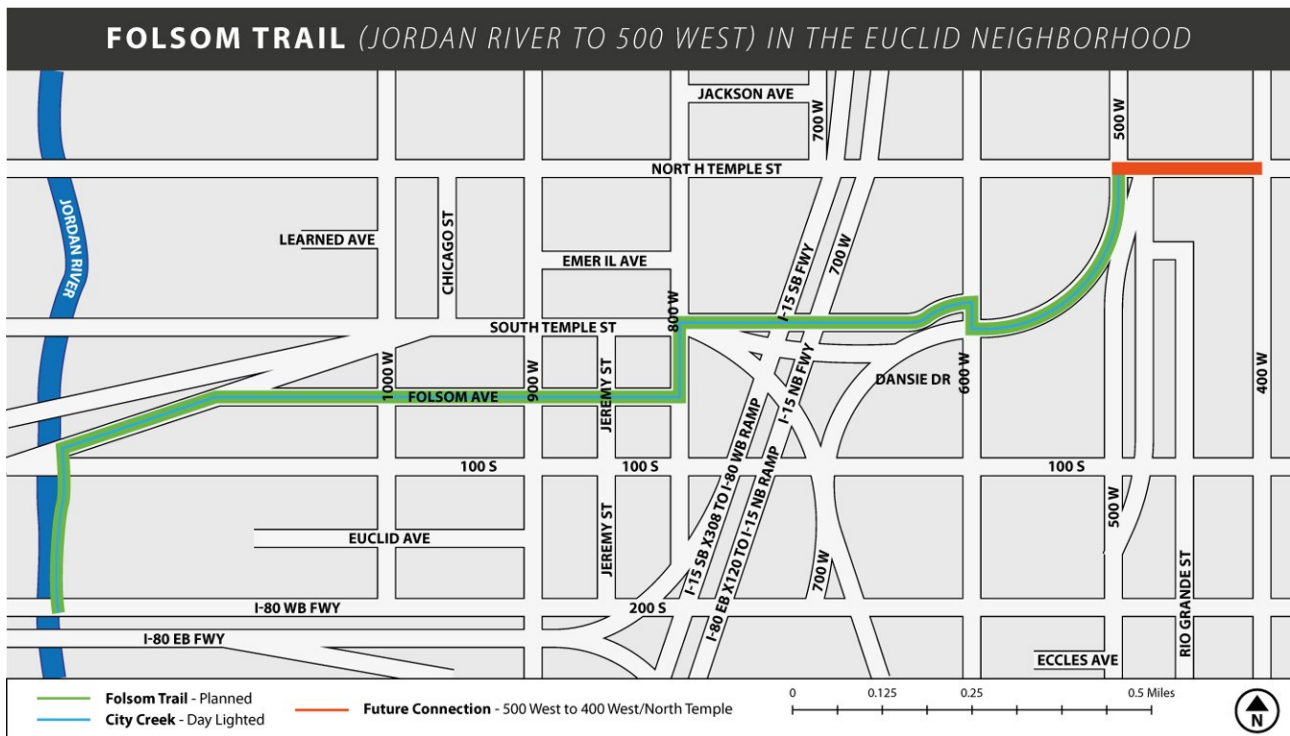 FOLSOM TRAIL (JORDAN RIVER TO 500 WEST) IN THE EUCLID NEIGHBORHOOD
JACKSON AVE
700 W
500 W
NORT H TEMPLE ST
JORDAN RIVER
LEARNED AVE
CHICAGO ST
EMER IL AVE
I-15 SB FWY
700 W
SOUTH TEMPLE ST
800 W
1000 W
900 W
JEREMY ST
FOLSOM AVE
I-15 NB FWY
DANSIE DR
600 W
400 W
100 S
100 S
100 S
I-15 SB X308 TO I-80 WB RAMP
I-80 EB X120 TO I-15 NB RAMP
500 W
EUCLID AVE
JEREMY ST
700 W
RIO GRANDE ST
I-80 WB FWY
200 S
I-80 EB FWY
ECCLES AVE
Folsom Trail - Planned
City Creek - Day Lighted
Future Connection - 500 West to 400 West/North Temple
0 0.125 0.25 0.5 Miles
N